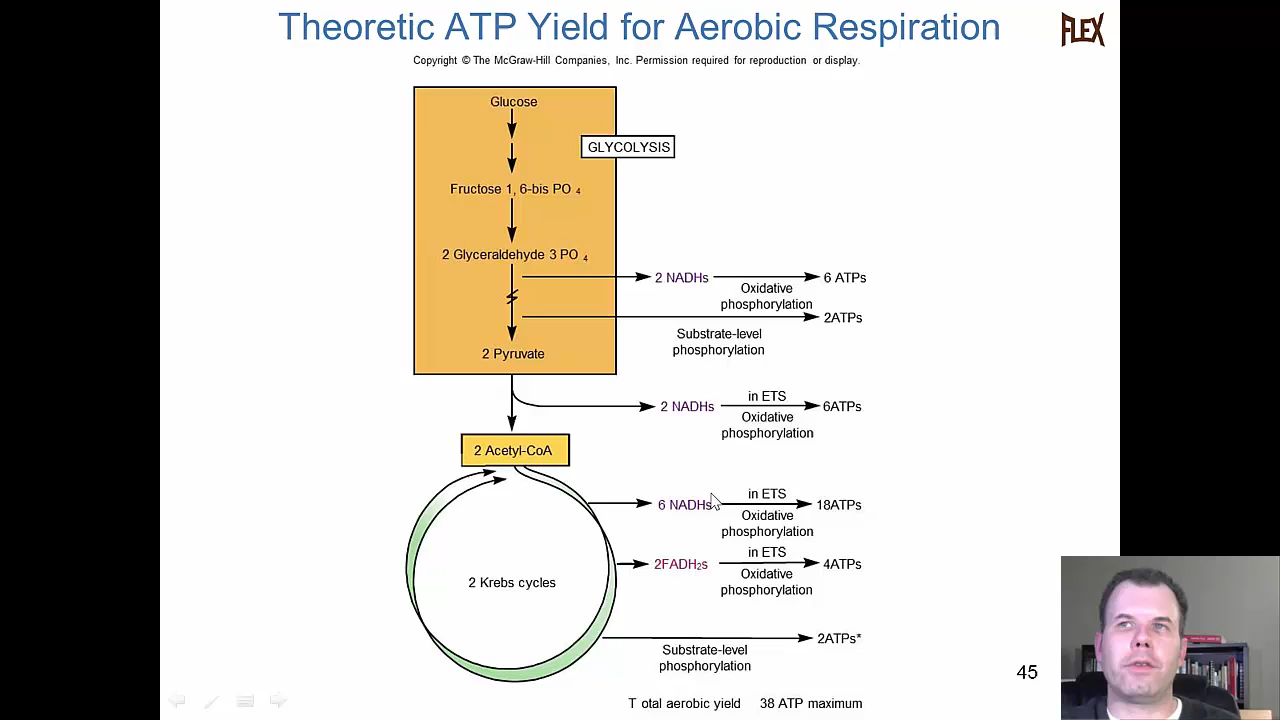 Theoretic ATP Yield for Aerobic Respiration
FLEX
Copyright © The McGraw-Hill Companies, Inc. Permission required for reproduction or display.
Glucose
GLYCOLYSIS
Fructose 1, 6-bis PO 4
2 Glyceraldehyde 3 PO 4
2 NADHs
Oxidative
phosphorylation
6 ATPs
Substrate-level
phosphorylation
2ATPs
2 Pyruvate
2 NADHs
in ETS
Oxidative
phosphorylation
6ATPs
2 Acetyl-CoA
6 NADHs
in ETS
Oxidative
phosphorylation
18ATPs
2FADH2s
in ETS
Oxidative
phosphorylation
4ATPs
2 Krebs cycles
Substrate-level
phosphorylation
2ATPs*
45
T otal aerobic yield 38 ATP maximum